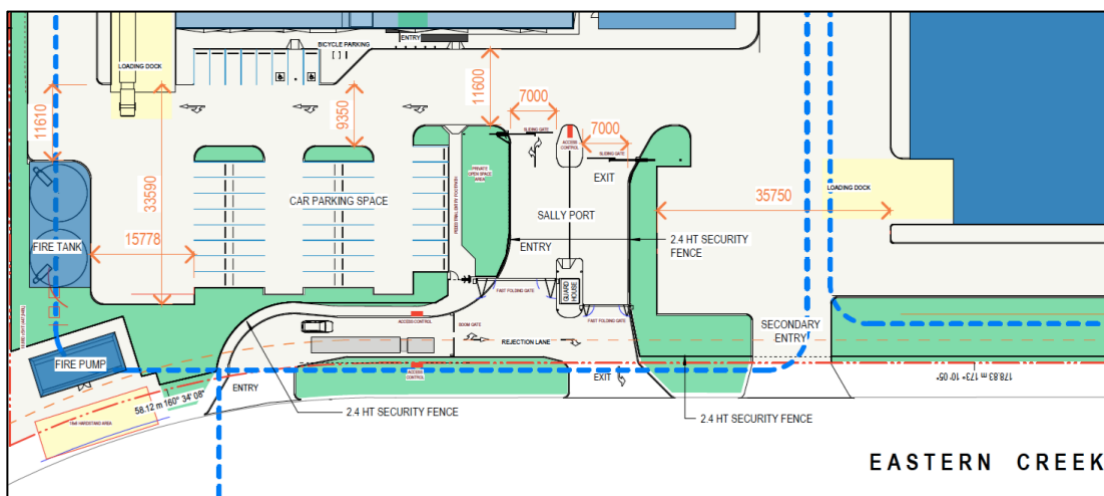 BICYCLE PARKING
ENTRY
LOADING DOCK
11610
33590
9350
11600
7000
7000
SLIDING GATE
ACCESS
CONTROL
SLIDING GATE
EXIT
PRIVATE
OPEN SPACE
AREA
CAR PARKING SPACE
SALLY PORT
35750
LOADING DOCK
FIRE TANK
15778
ENTRY
2.4 HT SECURITY
FENCE
GUARD
HOUSE
FAST FOLDING GATE
FAST FOLDING GATE
ACCESS CONTROL
BOOM GATE
REJECTION LANE
SECONDARY
ENTRY
FIRE PUMP
ENTRY
ACCESS
CONTROL
EXIT
178.83 m 173° 10' 05"
58.12 m 160° 34' 08"
2.4 HT SECURITY FENCE
2.4 HT SECURITY FENCE
EASTERN CREEK